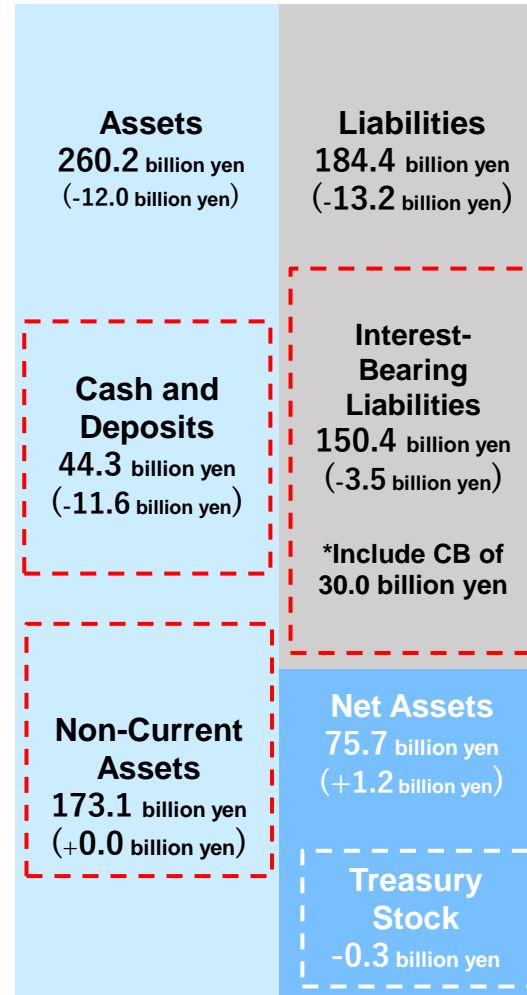 Assets
260.2 billion yen
(-12.0 billion yen)
Cash and
Deposits
44.3 billion yen
(-11.6 billion yen)
Non-Current
Assets
173.1 billion yen
(+0.0 billion yen)
Liabilities
184.4 billion yen
(-13.2 billion yen)
Interest-
Bearing
Liabilities
150.4 billion yen
(-3.5 billion yen)
*Include CB of
30.0 billion yen
Net Assets
75.7 billion yen
(+1.2 billion yen)
Treasury
Stock
-0.3 billion yen